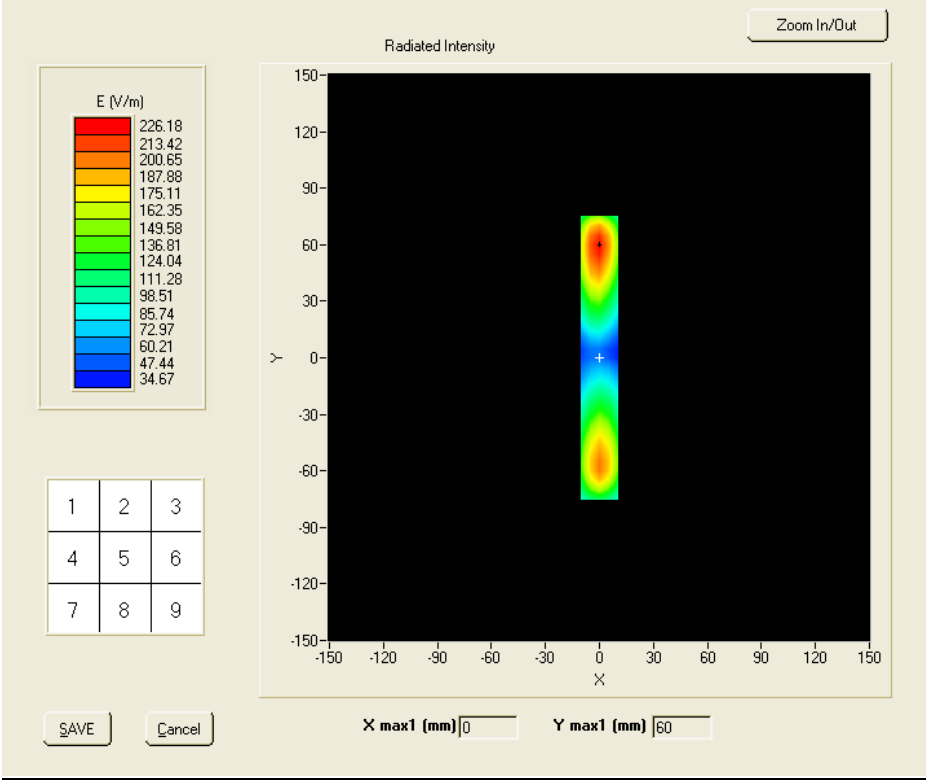 Zoom In/Out
Radiated Intensity
E (V/m)
226.18
213.42
200.65
187.88
175.11
162.35
149.58
136.81
124.04
111.28
98.51
85.74
72.97
60.21
47.44
34.67
150
120
90
60
30
Y 0
-30
-60
-90
-120
-150
-150 -120 -90 -60 -30 0 30 60 90 120 150
X
1 2 3
4 5 6
7 8 9
SAVE Cancel X max1 (mm) 0 Y max1 (mm) 60